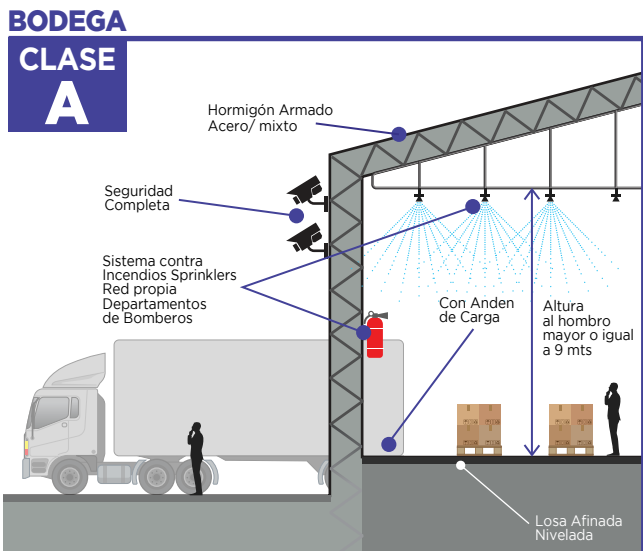 BODEGA
CLASE
A
Hormigón Armado
Acero/ mixto
Seguridad
Completa
Sistema contra
Incendios Sprinklers
Red propia
Departamentos
de Bomberos
Con Anden
de Carga
Altura
al hombro
mayor o igual
a 9 mts
Losa Afinada
Nivelada